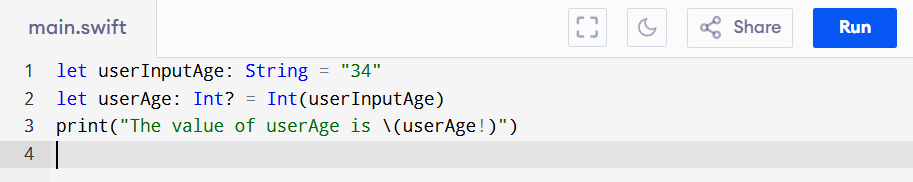 main.swift
Share
Run
1 let userInputAge: String = "34"
2 let userAge: Int? = Int(userInputAge)
3 print("The value of userAge is \(userAge!)")
4